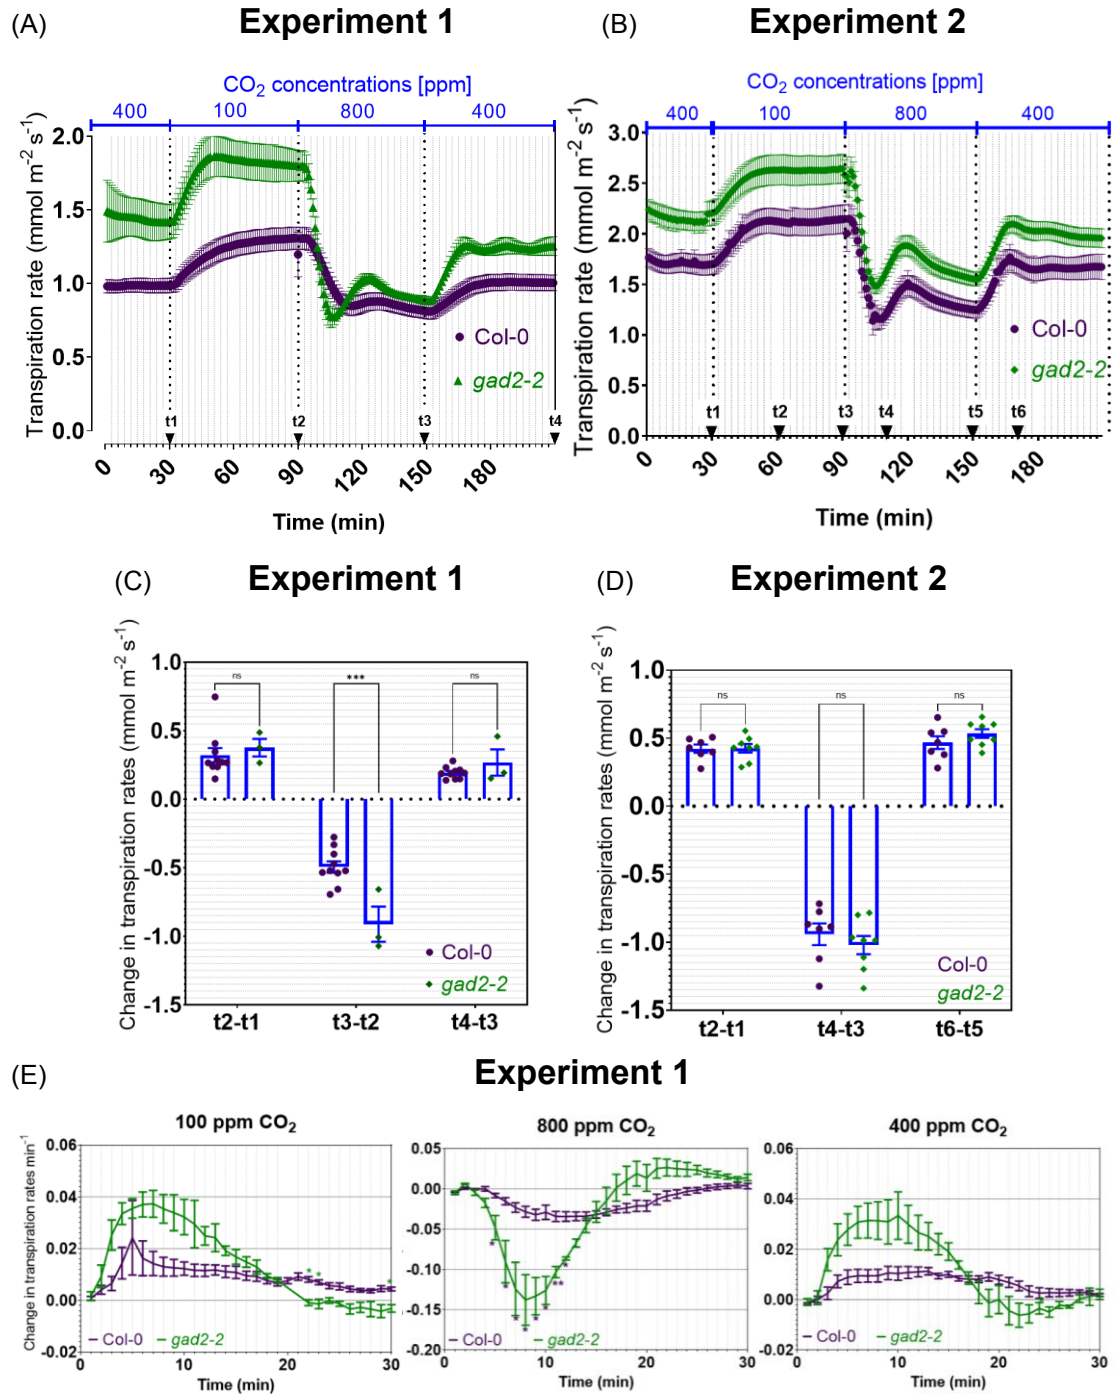 (A) Experiment 1
CO2 concentrations [ppm]
400 100 800 400
Transpiration rate (mmol m-2 s-1)
2.0
1.5
1.0
0.5
0.0
Col-0
gad2-2
t1 t2 t3 t4
0 30 60 90 120 150 180
Time (min)
(B) Experiment 2
CO2 concentrations [ppm]
400 100 800 400
Transpiration rate (mmol m-2 s-1)
3.0
2.5
2.0
1.5
1.0
0.5
0.0
Col-0
gad2-2
t1 t2 t3 t4 t5 t6
0 30 60 90 120 150 180
Time (min)
(C) Experiment 1
Change in transpiration rates (mmol m-2 s-1)
1.0
0.5
0.0
-0.5
-1.0
-1.5
ns *** ns
Col-0
gad2-2
t2-t1 t3-t2 t4-t3
(D) Experiment 2
Change in transpiration rates (mmol m-2 s-1)
1.0
0.5
0.0
-0.5
-1.0
-1.5
ns ns ns
Col-0
gad2-2
t2-t1 t4-t3 t6-t5
(E) Experiment 1
100 ppm CO2
Change in transpiration rates min-1
0.06
0.04
0.02
0.00
-0.02
* * *
Col-0 gad2-2
0 10 20 30
Time (min)
800 ppm CO2
0.05
0.00
-0.05
-0.10
-0.15
-0.20
* * * * * * ** *
Col-0 gad2-2
0 10 20 30
Time (min)
400 ppm CO2
0.06
0.04
0.02
0.00
-0.02
Col-0 gad2-2
0 10 20 30
Time (min)